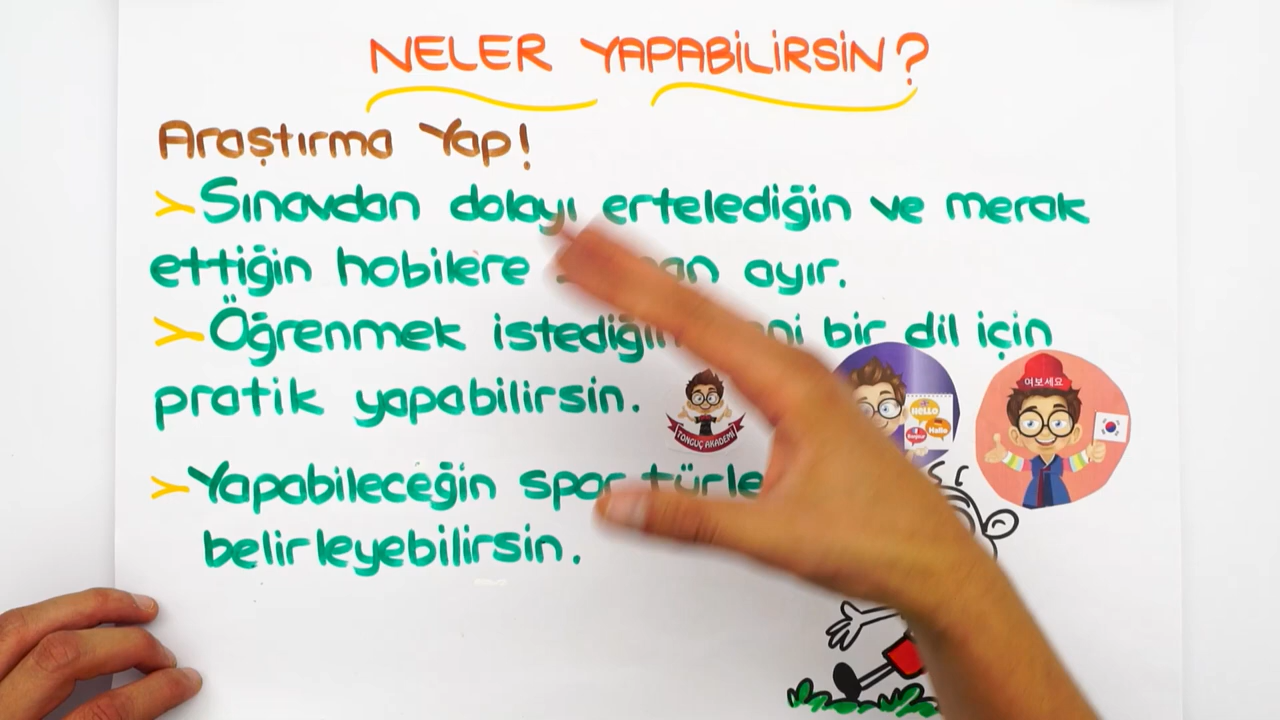 NELER YAPABİLİRSİN?
Araştırma Yap!
➢ Sınavdan dolayı ertelediğin ve merak
ettiğin hobilere ayır.
➢ Öğrenmek istediğin bir dil için
pratik yapabilirsin.
여보세요
HELLO
Hallo
Bonjour
TONGUÇ AKADEMİ
➢ Yapabileceğin spor
belirleyebilirsin.